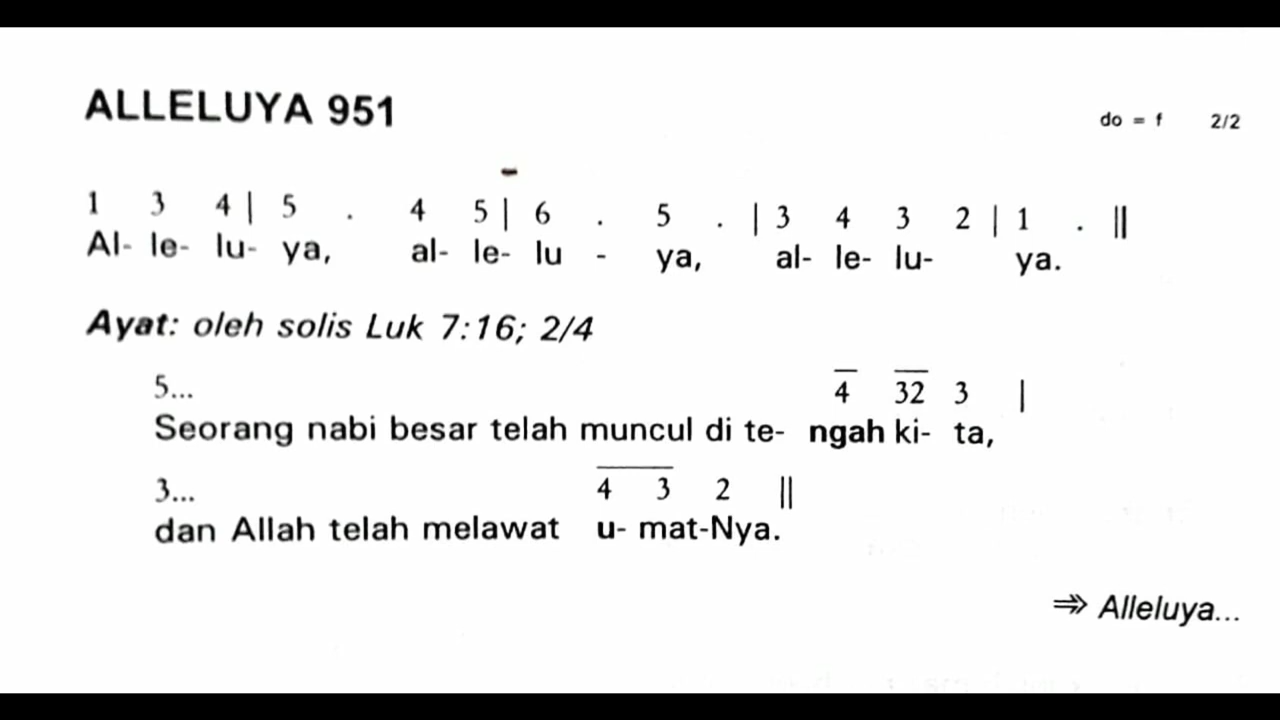 ALLELUYA 951
do = f 2/2
1 3 4 | 5 . 4 5 | 6 . 5 . | 3 4 3 2 | 1 . ||
Al- le- lu- ya, al- le- lu - ya, al- le- lu- ya.
Ayat: oleh solis Luk 7:16; 2/4
5... 4 32 3 |
Seorang nabi besar telah muncul di te- ngah ki- ta,
3... 4 3 2 ||
dan Allah telah melawat u- mat-Nya.
⇒ Alleluya...